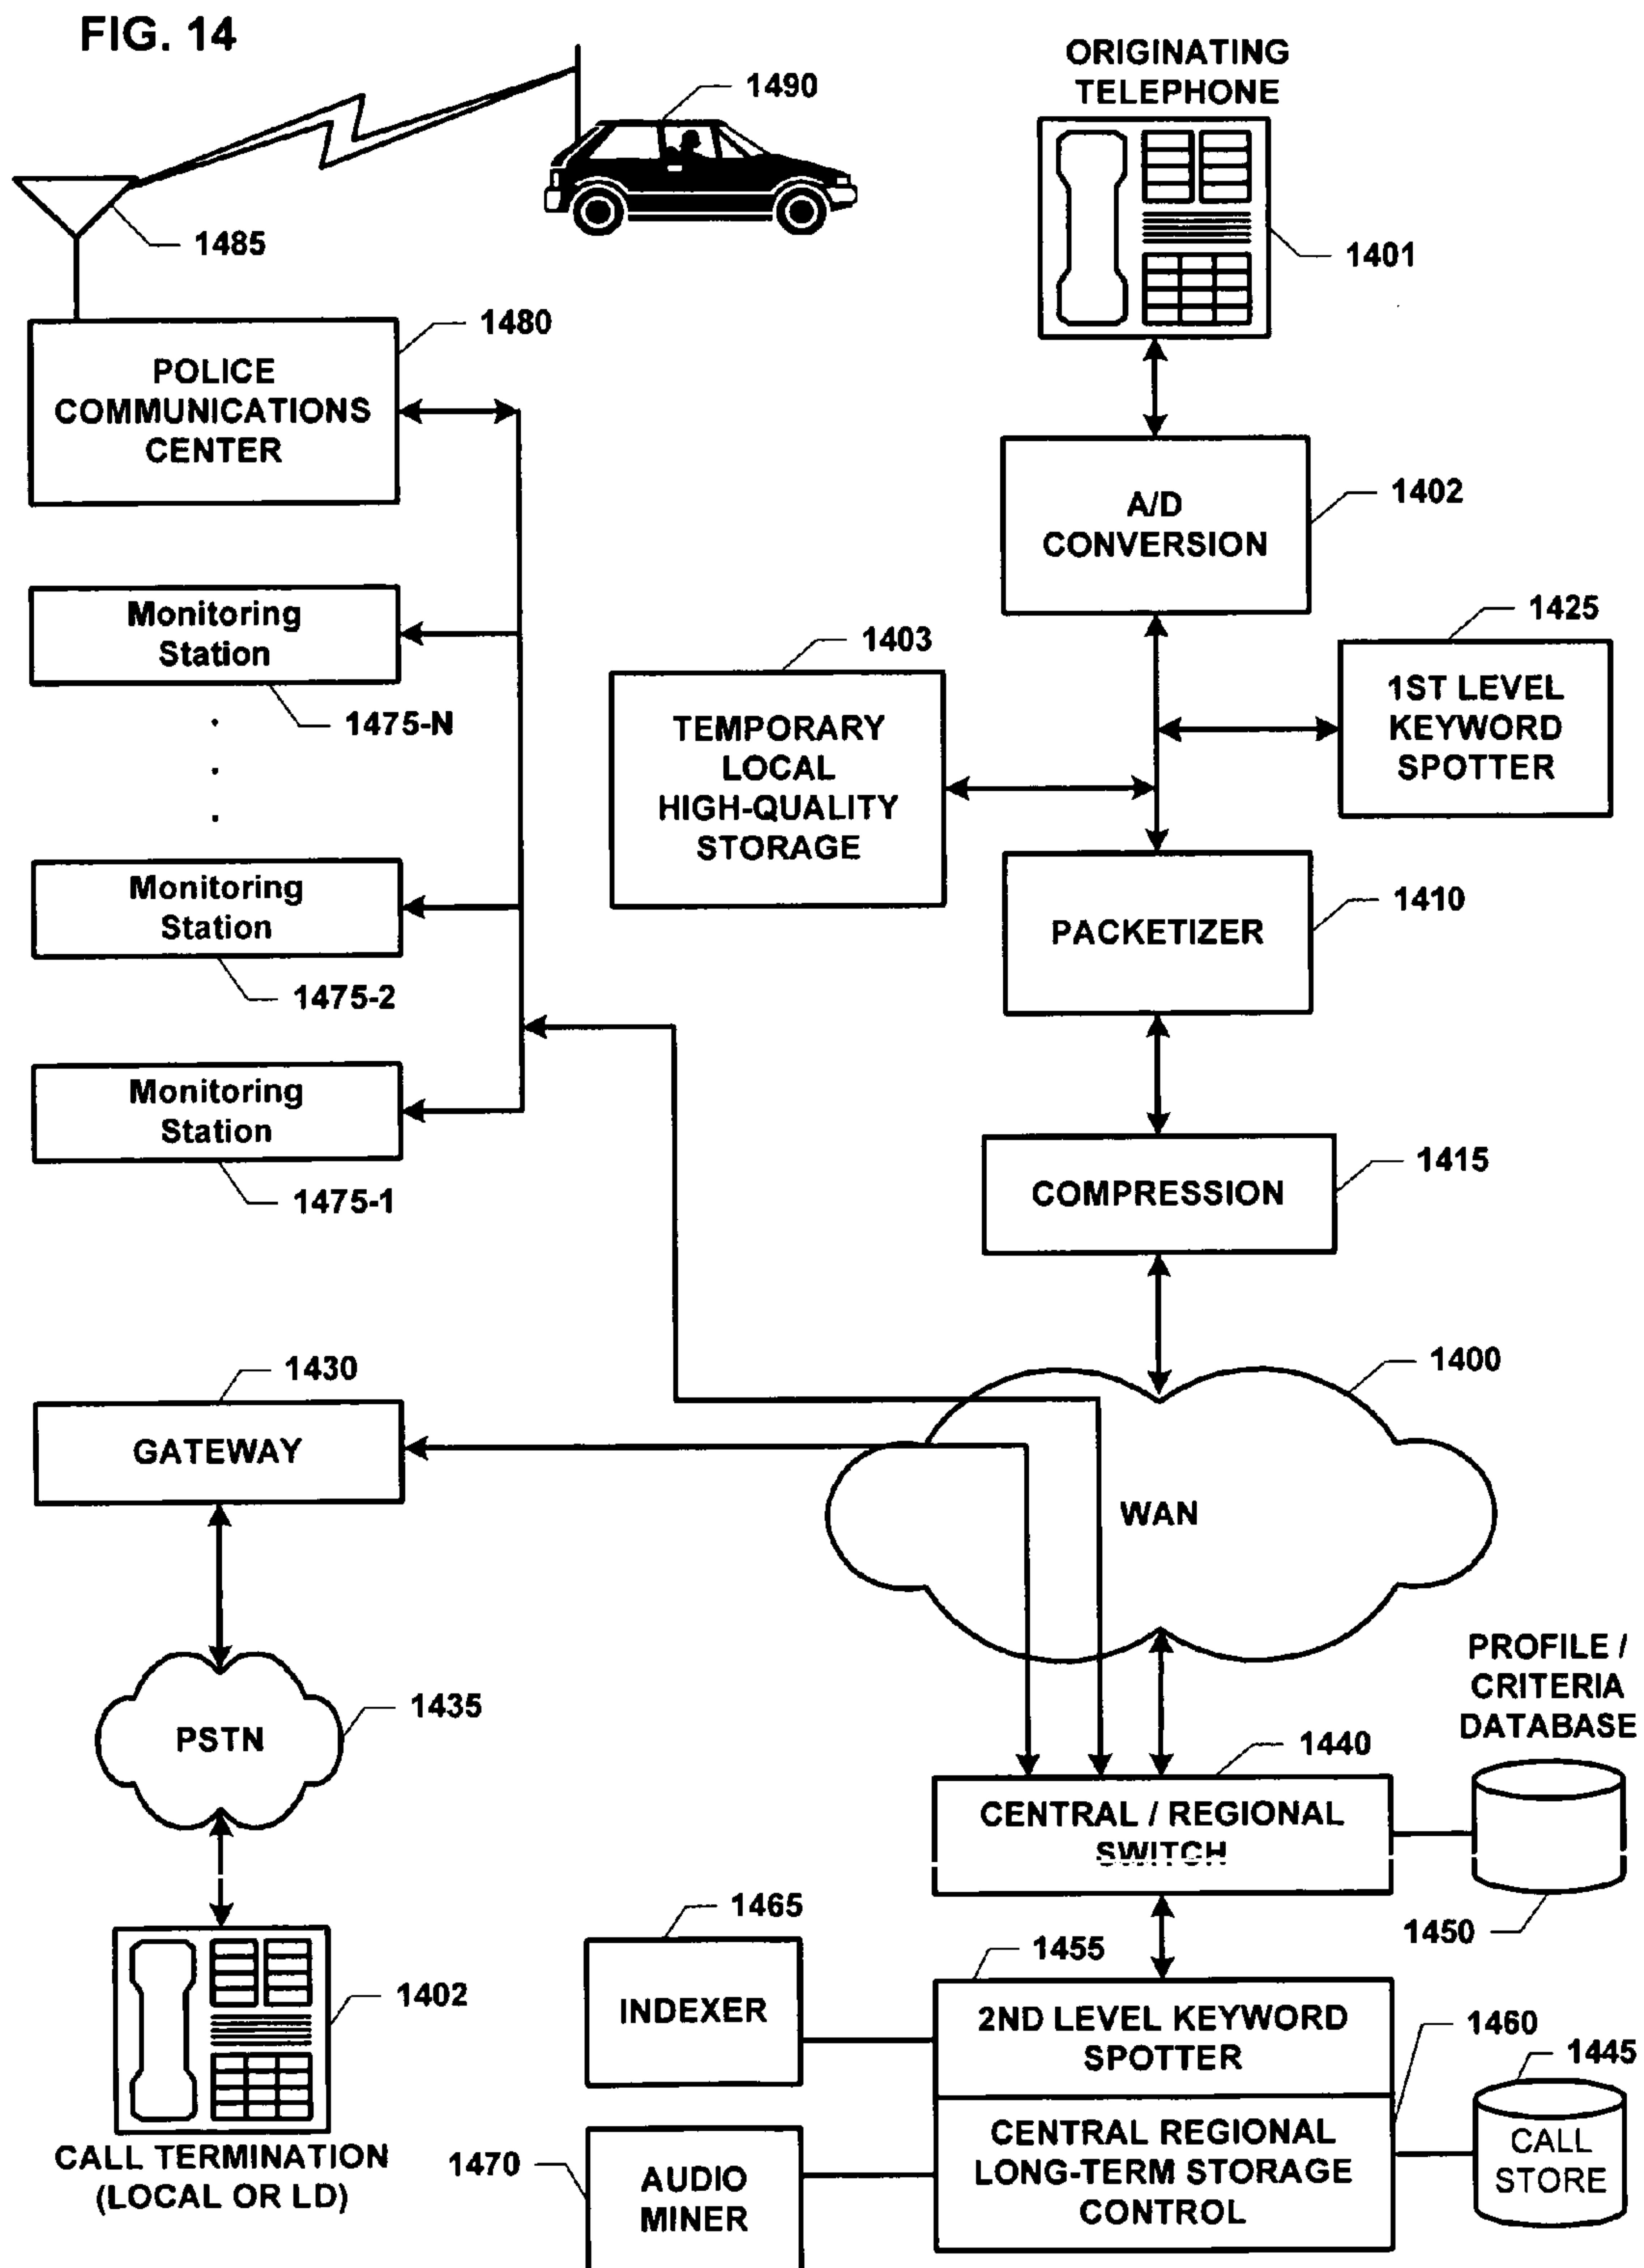 FIG. 14
1490
1485
ORIGINATING
TELEPHONE
1401
1480
POLICE
COMMUNICATIONS
CENTER
A/D
CONVERSION
1402
Monitoring
Station
1475-N
1403
TEMPORARY
LOCAL
HIGH-QUALITY
STORAGE
1425
1ST LEVEL
KEYWORD
SPOTTER
Monitoring
Station
1475-2
PACKETIZER
1410
Monitoring
Station
1475-1
COMPRESSION
1415
1430
GATEWAY
1400
WAN
PSTN
1435
PROFILE /
CRITERIA
DATABASE
1440
CENTRAL / REGIONAL
SWITCH
1450
1402
CALL TERMINATION
(LOCAL OR LD)
1465
INDEXER
1455
2ND LEVEL KEYWORD
SPOTTER
1460
1445
CALL
STORE
1470
AUDIO
MINER
CENTRAL REGIONAL
LONG-TERM STORAGE
CONTROL